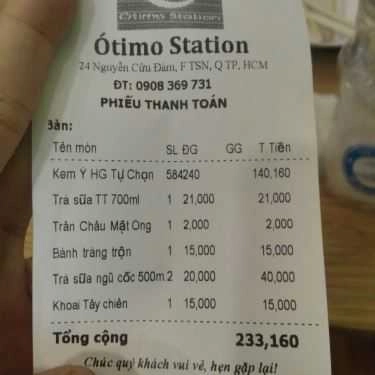 Ótimo Station
Ótimo Station
24 Nguyễn Cửu Đàm, F TSN, Q TP, HCM
ĐT: 0908 369 731
PHIẾU THANH TOÁN
Bàn:
Tên món SL ĐG GG T Tiền
Kem Ý HG Tự Chọn 584240 140,160
Trà sữa TT 700ml 1 21,000 21,000
Trân Châu Mật Ong 1 2,000 2,000
Bánh tráng trộn 1 15,000 15,000
Trà sữa ngũ cốc 500m 2 20,000 40,000
Khoai Tây chiên 1 15,000 15,000
Tổng cộng 233,160
Chúc quý khách vui vẻ, hẹn gặp lại!